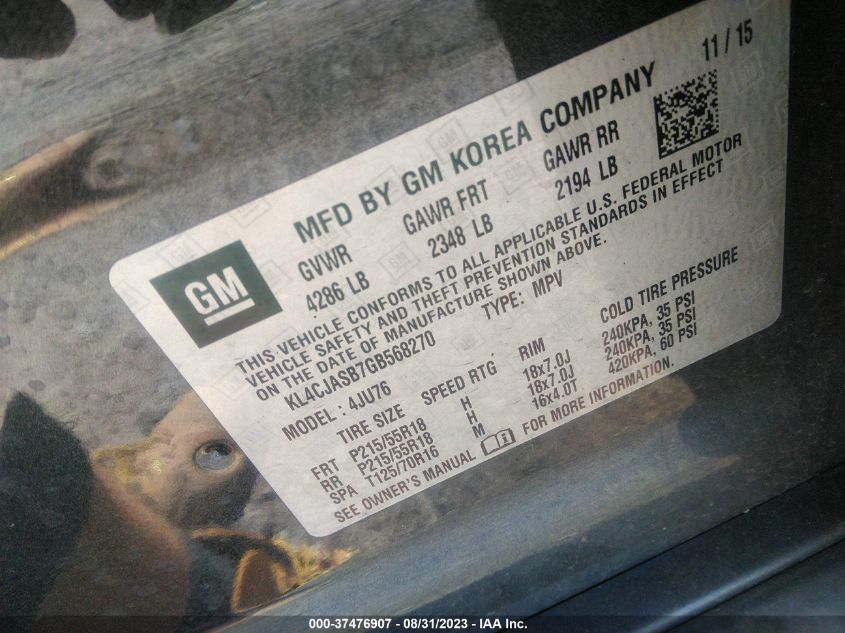 MFD BY GM KOREA COMPANY 11 / 15
GM
GVWR GAWR FRT GAWR RR
4286 LB 2348 LB 2194 LB
THIS VEHICLE CONFORMS TO ALL APPLICABLE U.S. FEDERAL MOTOR
VEHICLE SAFETY AND THEFT PREVENTION STANDARDS IN EFFECT
ON THE DATE OF MANUFACTURE SHOWN ABOVE.
KL4CJASB7GB568270 TYPE: MPV
MODEL: 4JU76
TIRE SIZE SPEED RTG RIM COLD TIRE PRESSURE
FRT P215/55R18 H 18x7.0J 240KPA, 35 PSI
RR P215/55R18 H 18x7.0J 240KPA, 35 PSI
SPA T125/70R16 M 16x4.0T 420KPA, 60 PSI
SEE OWNER'S MANUAL FOR MORE INFORMATION.
000-37476907 - 08/31/2023 - IAA Inc.